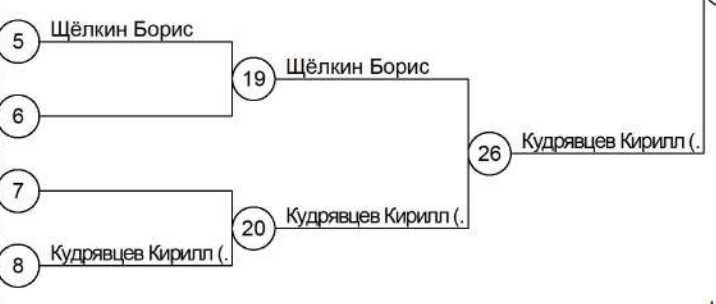 5 Щёлкин Борис
19 Щёлкин Борис
6
26 Кудрявцев Кирилл (.
7
20 Кудрявцев Кирилл (.
8 Кудрявцев Кирилл (.